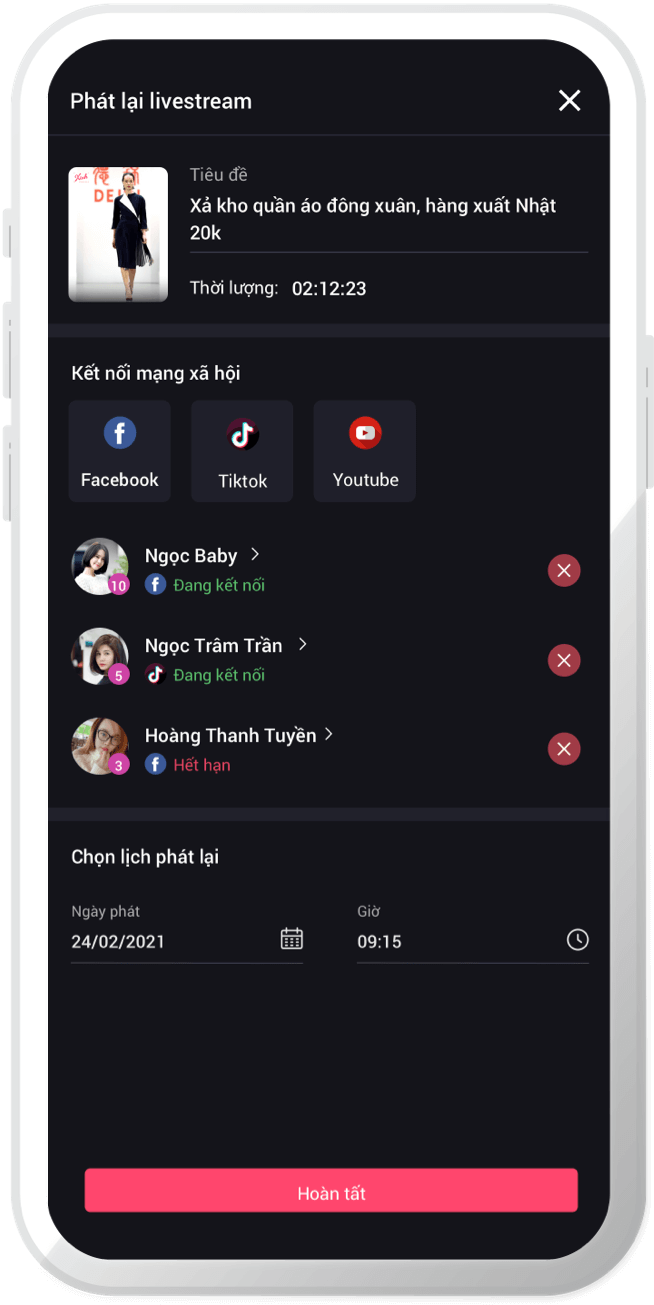 Phát lại livestream
Xinh
Tiêu đề
Xả kho quần áo đông xuân, hàng xuất Nhật
20k
Thời lượng: 02:12:23
Kết nối mạng xã hội
Facebook
Tiktok
Youtube
Ngọc Baby
10
Đang kết nối
Ngọc Trâm Trần
5
Đang kết nối
Hoàng Thanh Tuyền
3
Hết hạn
Chọn lịch phát lại
Ngày phát
Giờ
24/02/2021
09:15
Hoàn tất